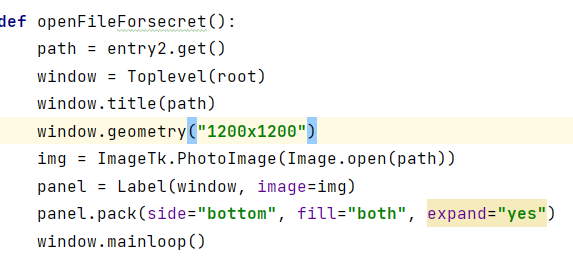 def openFileForsecret():
    path = entry2.get()
    window = Toplevel(root)
    window.title(path)
    window.geometry("1200x1200")
    img = ImageTk.PhotoImage(Image.open(path))
    panel = Label(window, image=img)
    panel.pack(side="bottom", fill="both", expand="yes")
    window.mainloop()